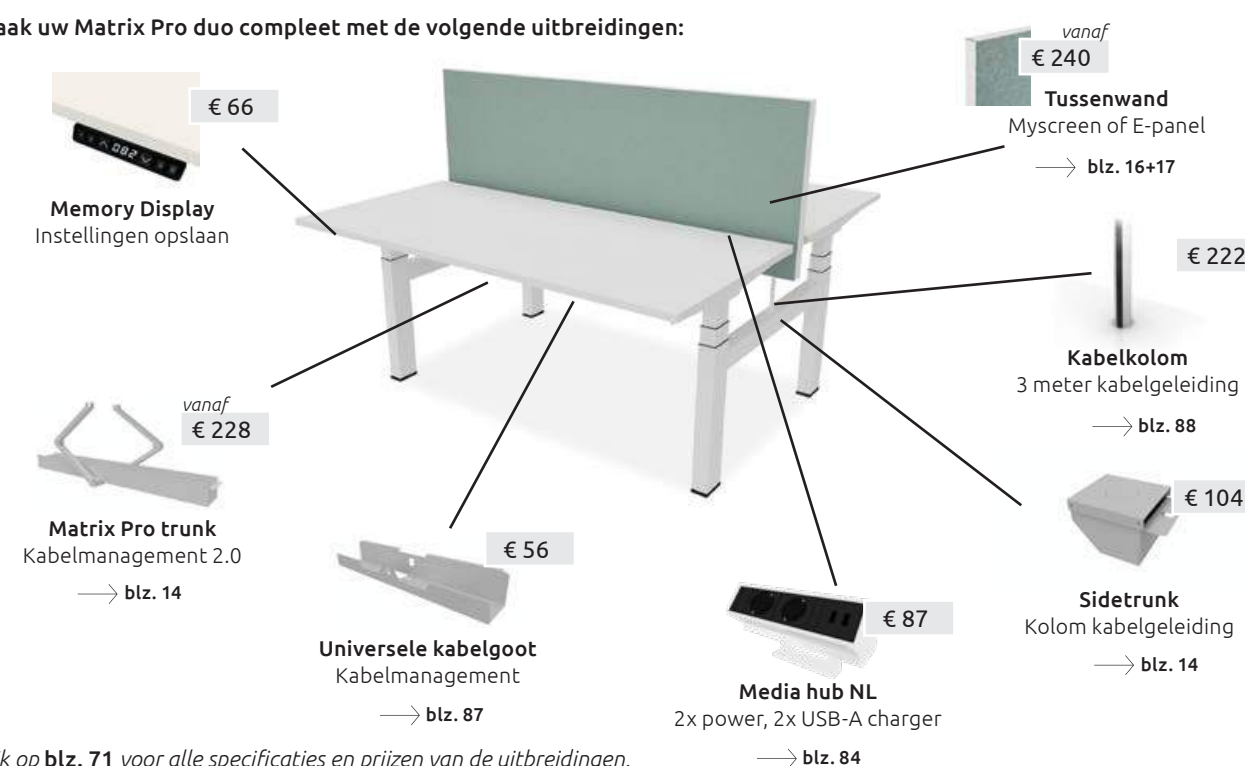 aak uw Matrix Pro duo compleet met de volgende uitbreidingen:
€ 66
Memory Display
Instellingen opslaan
vanaf
€ 240
Tussenwand
Myscreen of E-panel
blz. 16+17
€ 222
Kabelkolom
3 meter kabelgeleiding
blz. 88
vanaf
€ 228
Matrix Pro trunk
Kabelmanagement 2.0
blz. 14
€ 56
Universele kabelgoot
Kabelmanagement
blz. 87
€ 87
Media hub NL
2x power, 2x USB-A charger
blz. 84
€ 104
Sidetrunk
Kolom kabelgeleiding
blz. 14
k op blz. 71 voor alle specificaties en prijzen van de uitbreidingen.
082